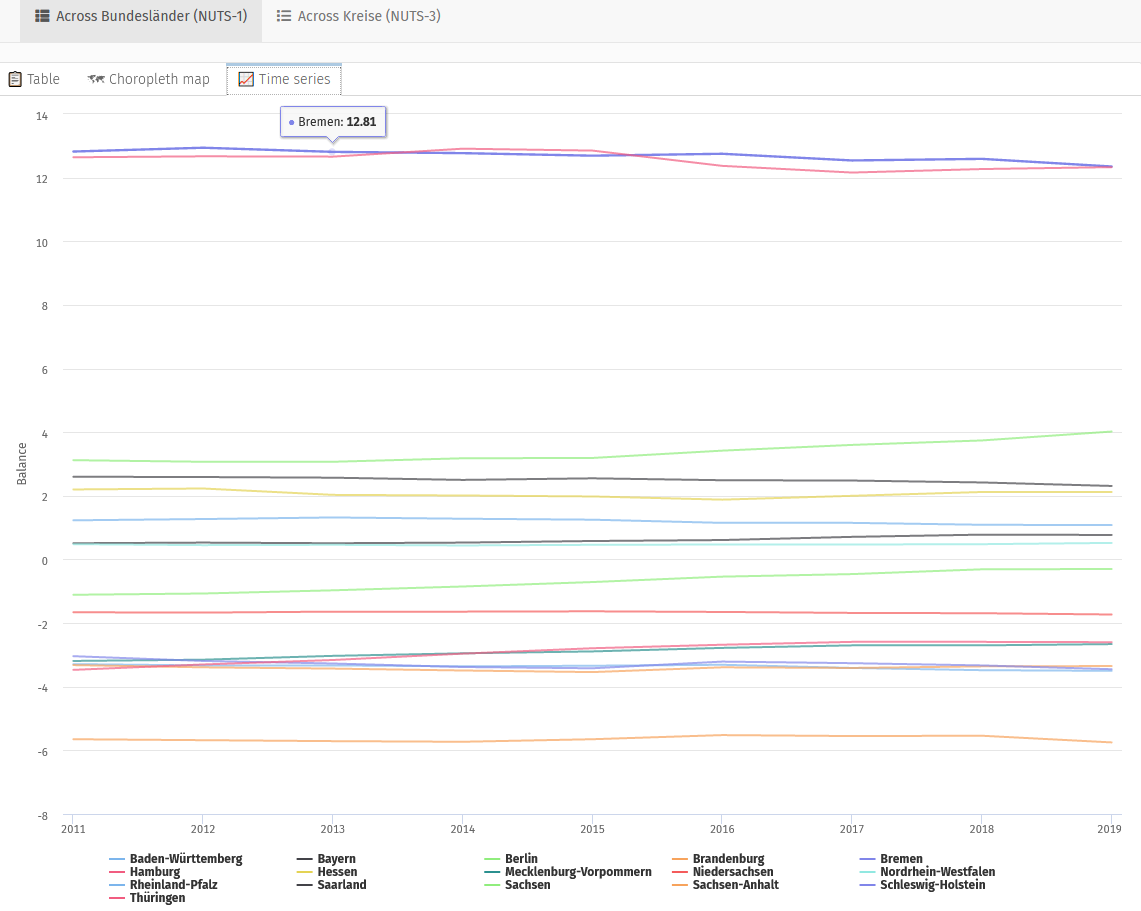 Across Bundesländer (NUTS-1) Across Kreise (NUTS-3)
Table Choropleth map Time series
Bremen: 12.81
Balance
14
12
10
8
6
4
2
0
-2
-4
-6
-8
2011 2012 2013 2014 2015 2016 2017 2018 2019
Baden-Württemberg Bayern Berlin Brandenburg Bremen
Hamburg Hessen Mecklenburg-Vorpommern Niedersachsen Nordrhein-Westfalen
Rheinland-Pfalz Saarland Sachsen Sachsen-Anhalt Schleswig-Holstein
Thüringen